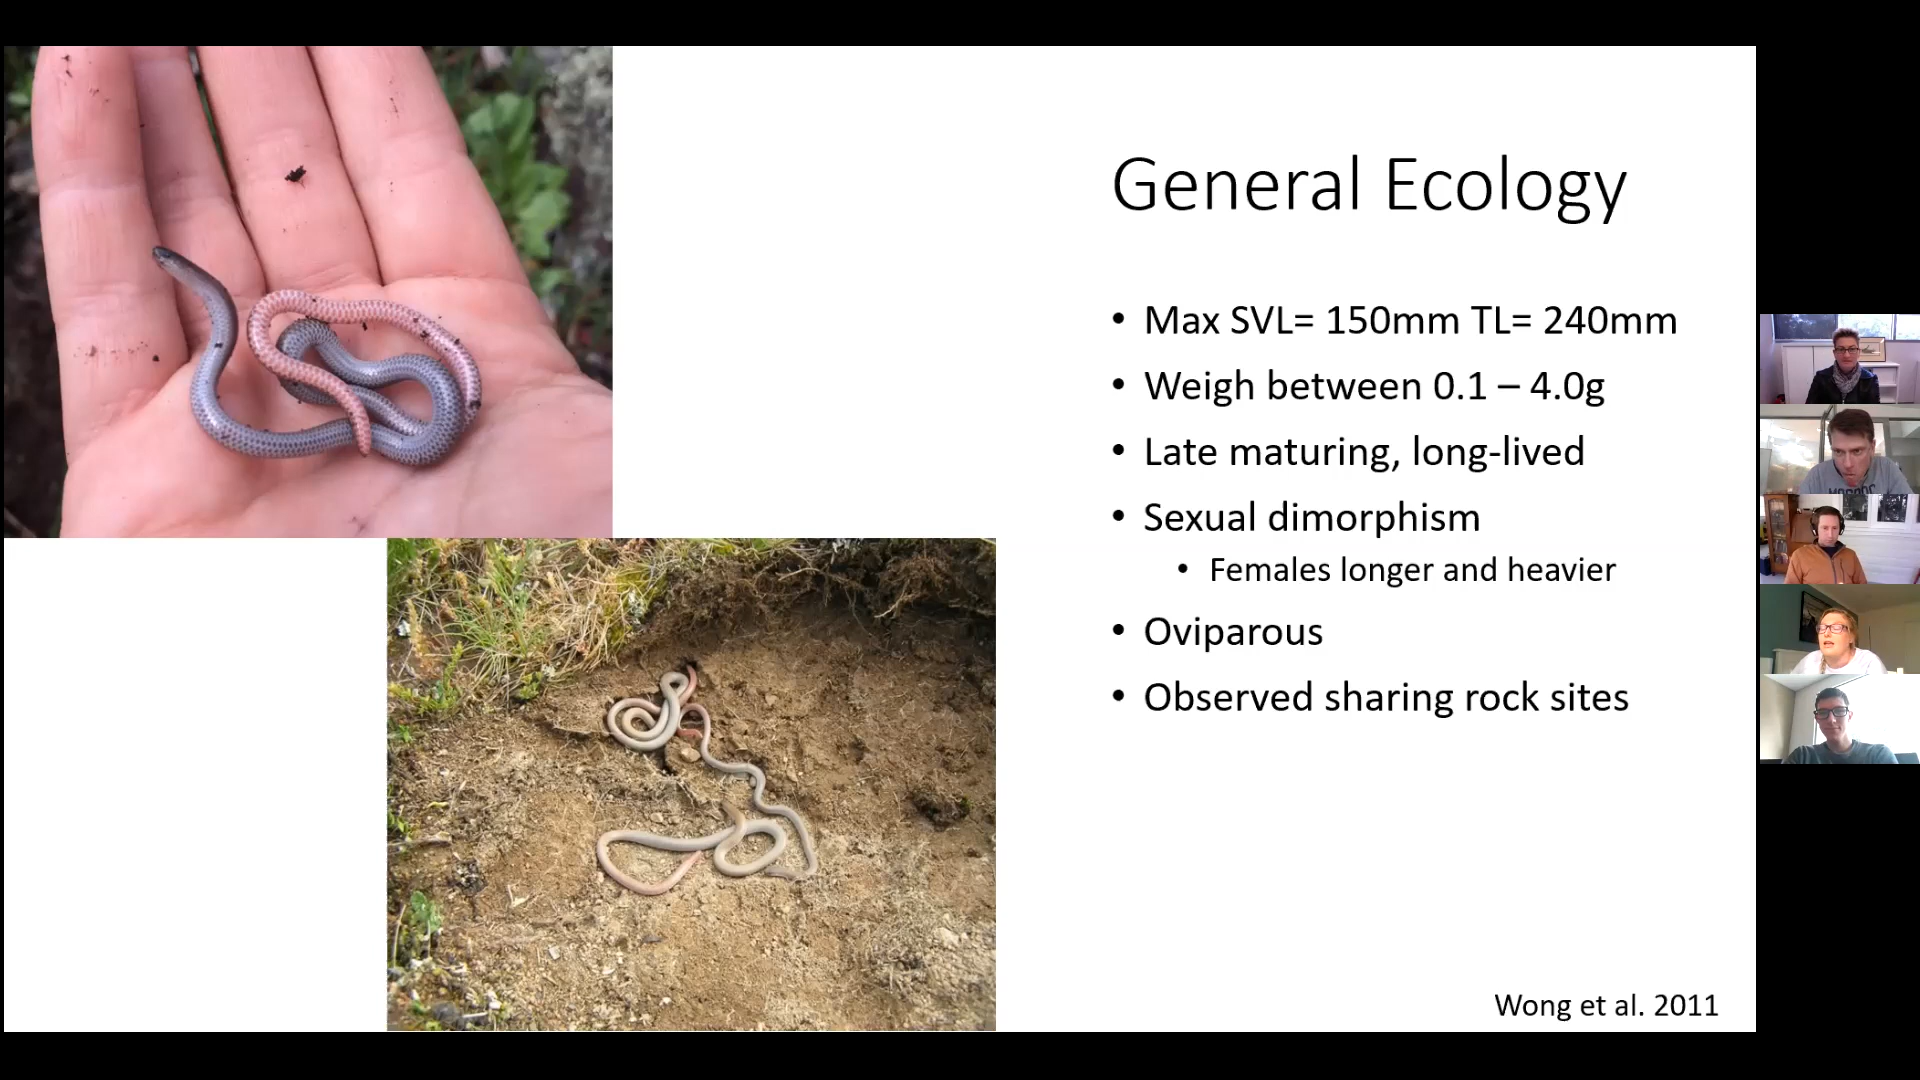 General Ecology
• Max SVL= 150mm TL= 240mm
• Weigh between 0.1 – 4.0g
• Late maturing, long-lived
• Sexual dimorphism
• Females longer and heavier
• Oviparous
• Observed sharing rock sites
Wong et al. 2011